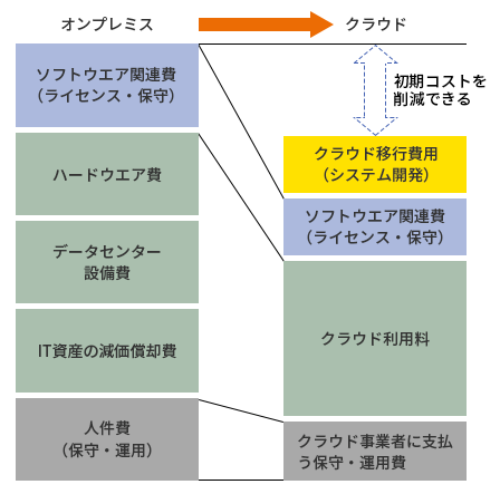 オンプレミス
クラウド
ソフトウエア関連費
（ライセンス・保守）
ハードウエア費
データセンター
設備費
IT資産の減価償却費
人件費
（保守・運用）
初期コストを
削減できる
クラウド移行費用
（システム開発）
ソフトウエア関連費
（ライセンス・保守）
クラウド利用料
クラウド事業者に支払
う保守・運用費